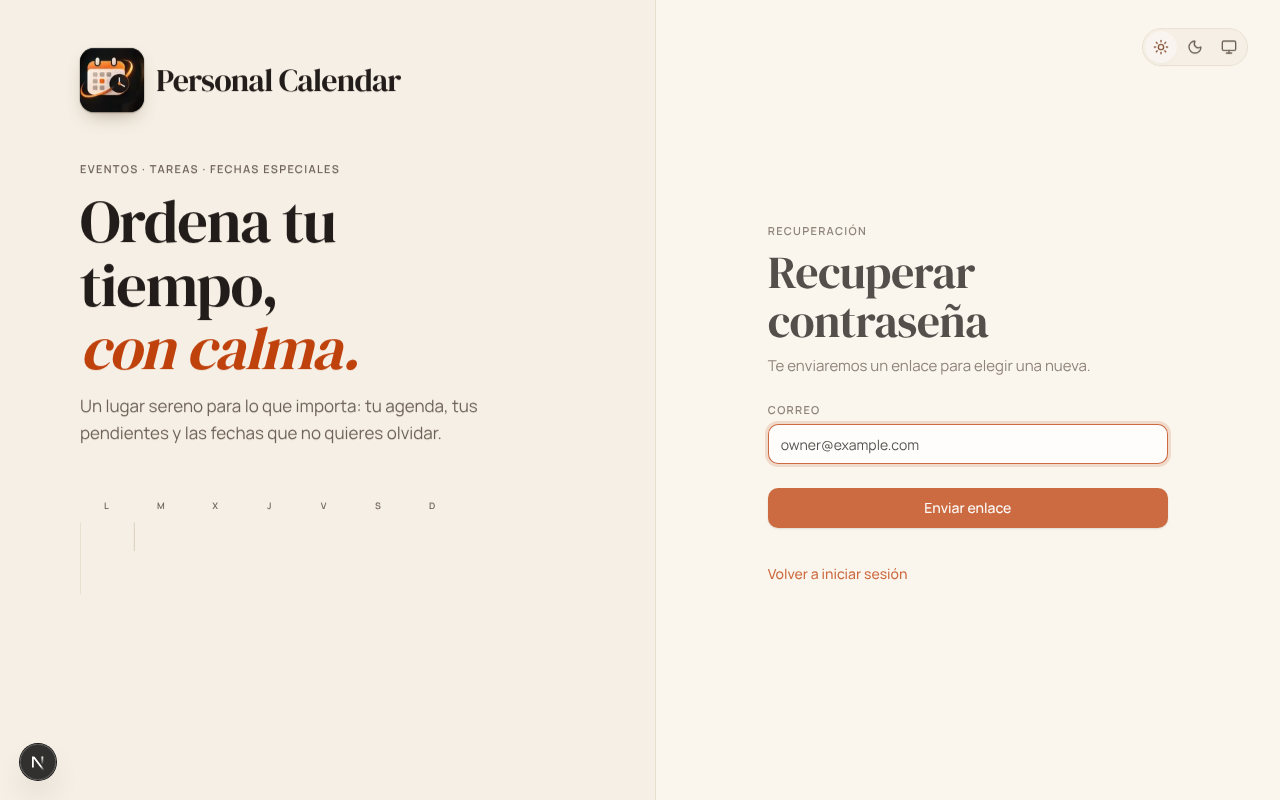 Personal Calendar
EVENTOS · TAREAS · FECHAS ESPECIALES
Ordena tu
tiempo,
con calma.
Un lugar sereno para lo que importa: tu agenda, tus
pendientes y las fechas que no quieres olvidar.
L M X J V S D
RECUPERACIÓN
Recuperar
contraseña
Te enviaremos un enlace para elegir una nueva.
CORREO
owner@example.com
Enviar enlace
Volver a iniciar sesión
N